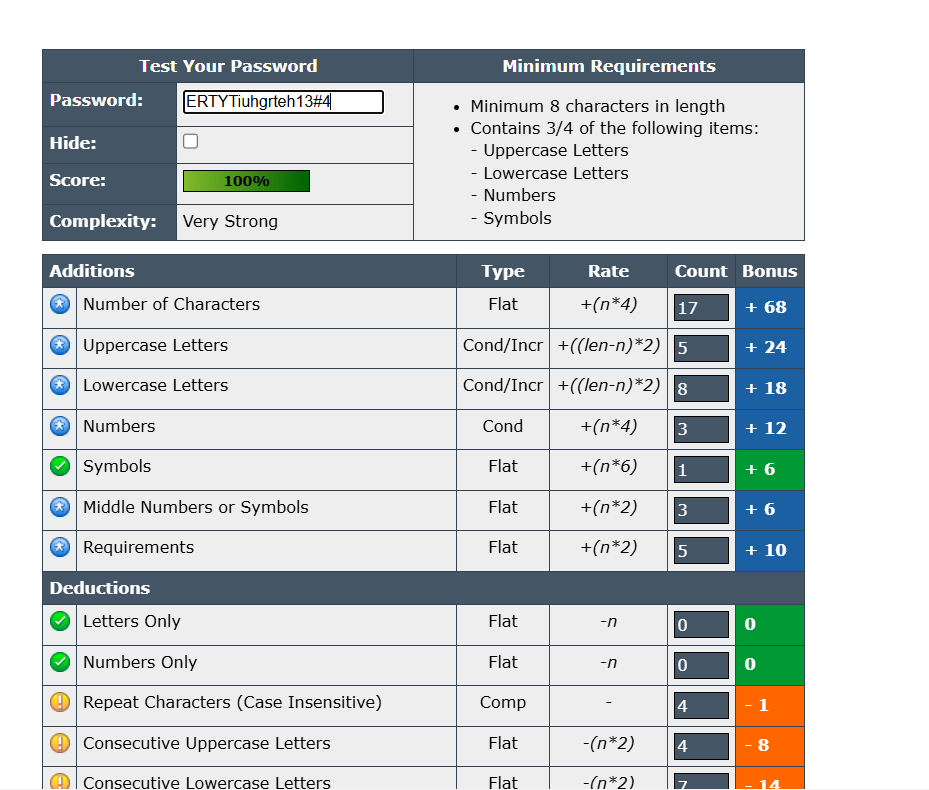 Test Your Password
Minimum Requirements
Password: ERTYTiuhgrteh13#4
Hide:
Score: 100%
Complexity: Very Strong
• Minimum 8 characters in length
• Contains 3/4 of the following items:
- Uppercase Letters
- Lowercase Letters
- Numbers
- Symbols
Additions Type Rate Count Bonus
Number of Characters Flat +(n*4) 17 + 68
Uppercase Letters Cond/Incr +((len-n)*2) 5 + 24
Lowercase Letters Cond/Incr +((len-n)*2) 8 + 18
Numbers Cond +(n*4) 3 + 12
Symbols Flat +(n*6) 1 + 6
Middle Numbers or Symbols Flat +(n*2) 3 + 6
Requirements Flat +(n*2) 5 + 10
Deductions
Letters Only Flat -n 0 0
Numbers Only Flat -n 0 0
Repeat Characters (Case Insensitive) Comp - 4 - 1
Consecutive Uppercase Letters Flat -(n*2) 4 - 8
Consecutive Lowercase Letters Flat -(n*2) 7 - 14